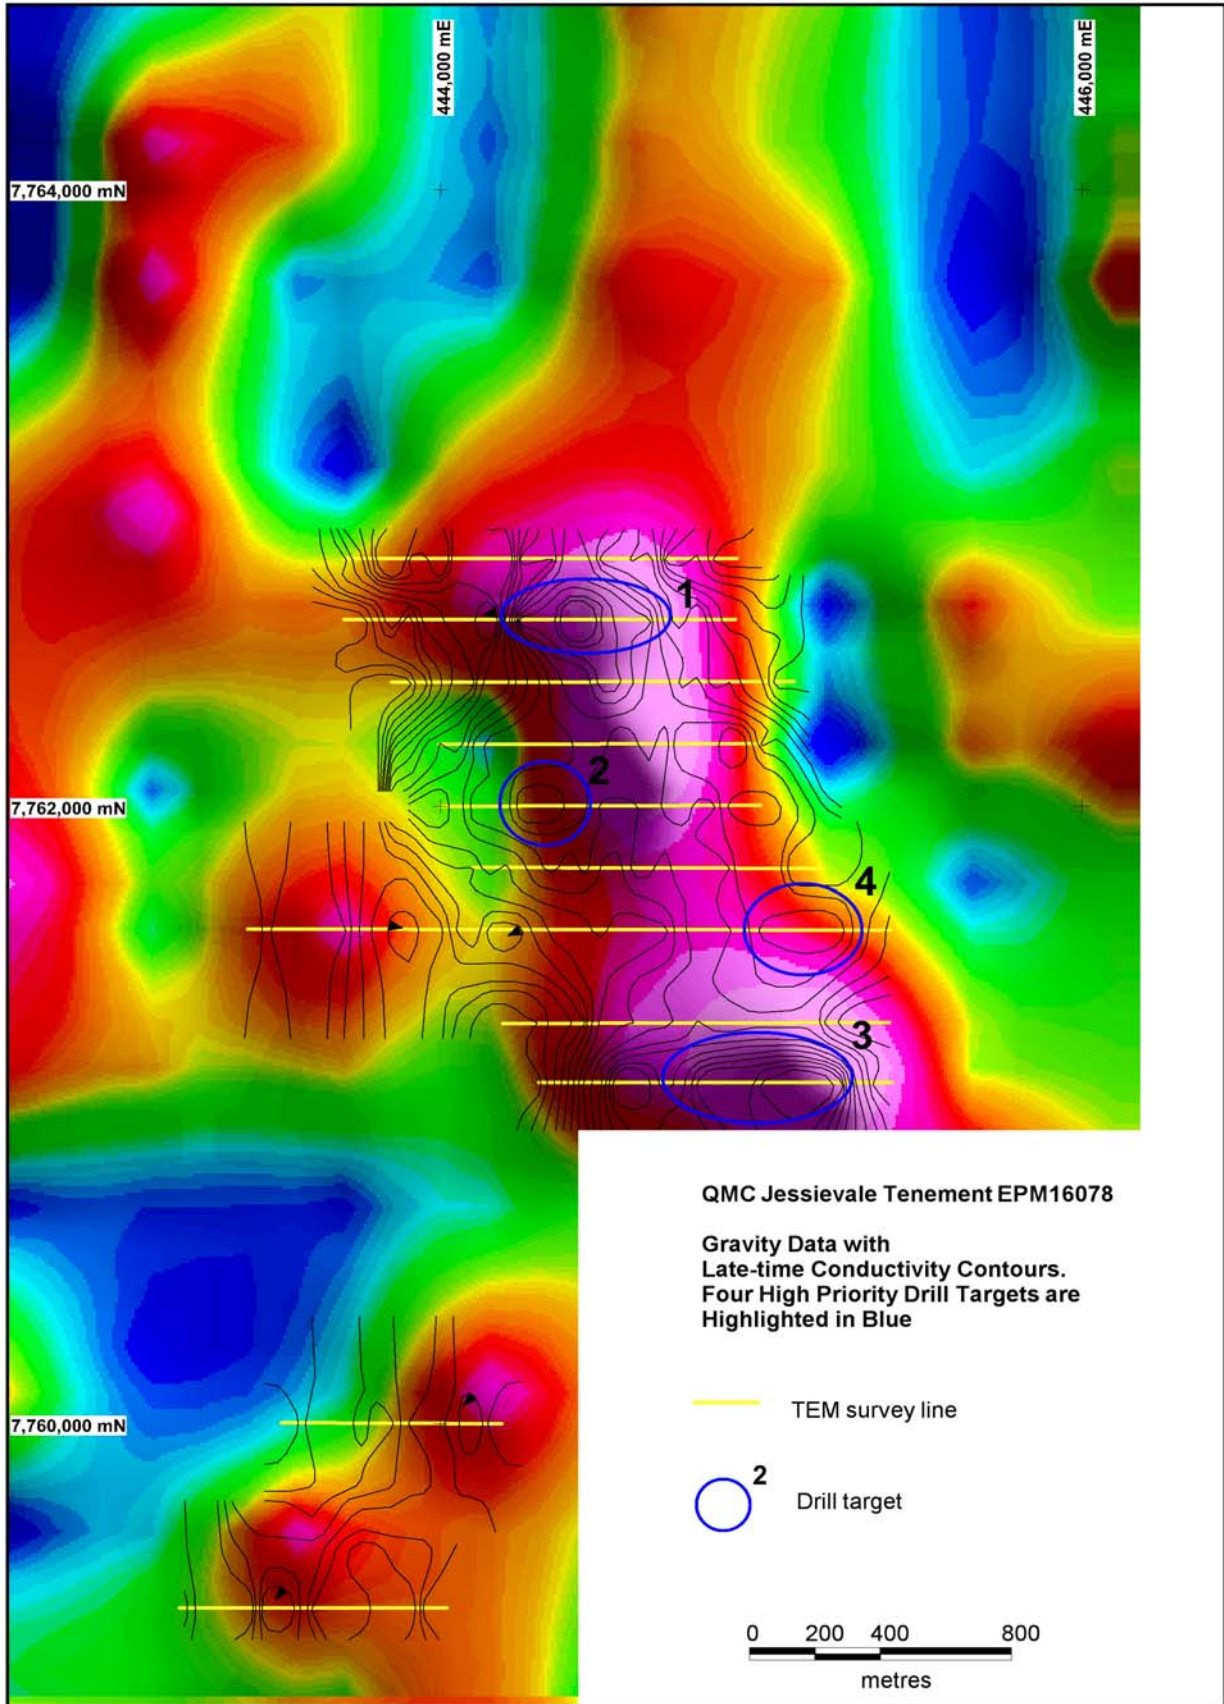 444,000 mE
446,000 mE
7,764,000 mN
1
2
7,762,000 mN
4
3
QMC Jessievale Tenement EPM16078
Gravity Data with
Late-time Conductivity Contours.
Four High Priority Drill Targets are
Highlighted in Blue
7,760,000 mN
TEM survey line
2
Drill target
0 200 400 800
metres